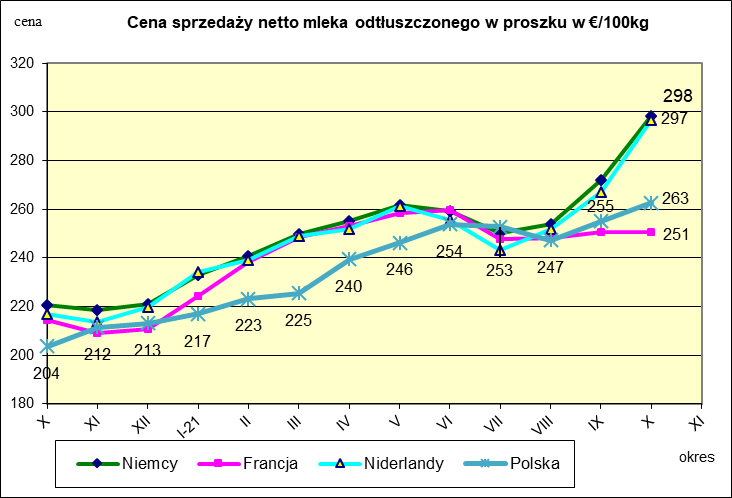 cena
Cena sprzedaży netto mleka odtłuszczonego w proszku w €/100kg
320
300
280
260
240
220
200
180
298
297
263
251
255
204
212
213
217
223
225
240
246
254
253
247
X
XI
XII
I-21
II
III
IV
V
VI
VII
VIII
IX
X
XI
okres
Niemcy Francja Niderlandy Polska